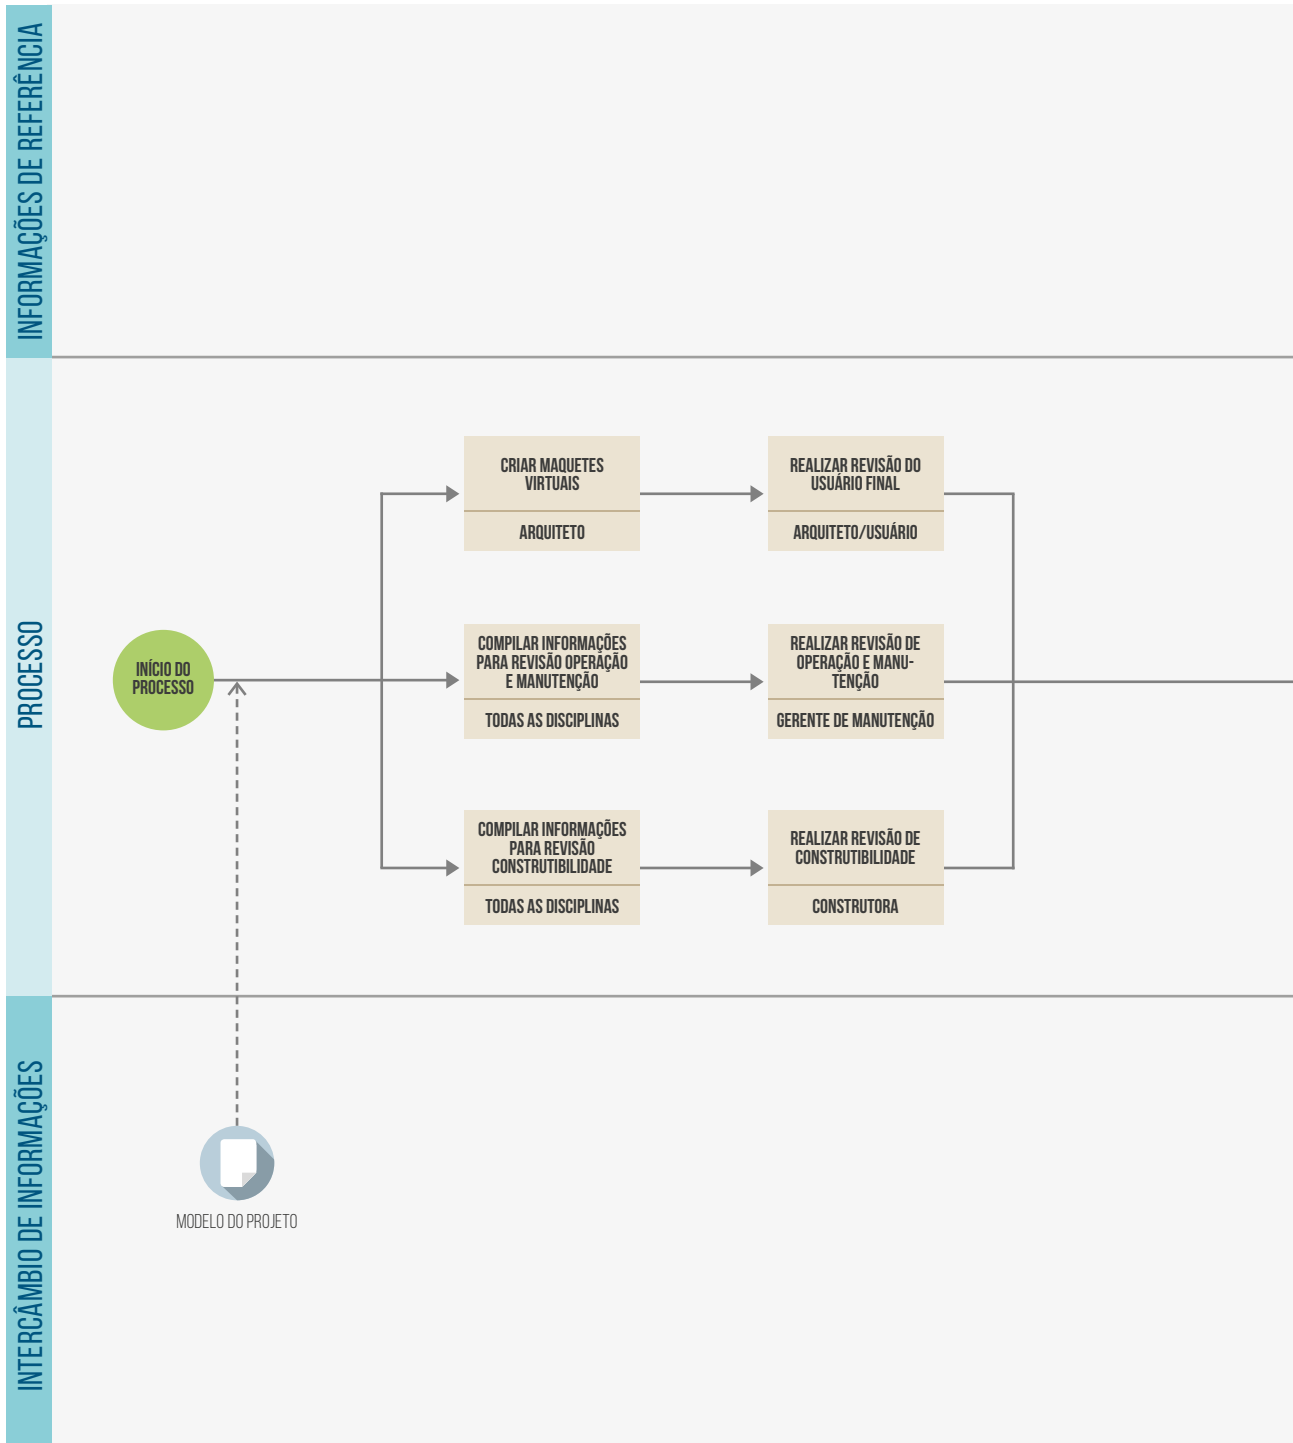 INFORMAÇÕES DE REFERÊNCIA
PROCESSO
INÍCIO DO
PROCESSO
CRIAR MAQUETES
VIRTUAIS
ARQUITETO
REALIZAR REVISÃO DO
USUÁRIO FINAL
ARQUITETO/USUÁRIO
COMPILAR INFORMAÇÕES
PARA REVISÃO OPERAÇÃO
E MANUTENÇÃO
TODAS AS DISCIPLINAS
REALIZAR REVISÃO DE
OPERAÇÃO E MANU-
TENÇÃO
GERENTE DE MANUTENÇÃO
COMPILAR INFORMAÇÕES
PARA REVISÃO
CONSTRUTIBILIDADE
TODAS AS DISCIPLINAS
REALIZAR REVISÃO DE
CONSTRUTIBILIDADE
CONSTRUTORA
INTERCÂMBIO DE INFORMAÇÕES
MODELO DO PROJETO